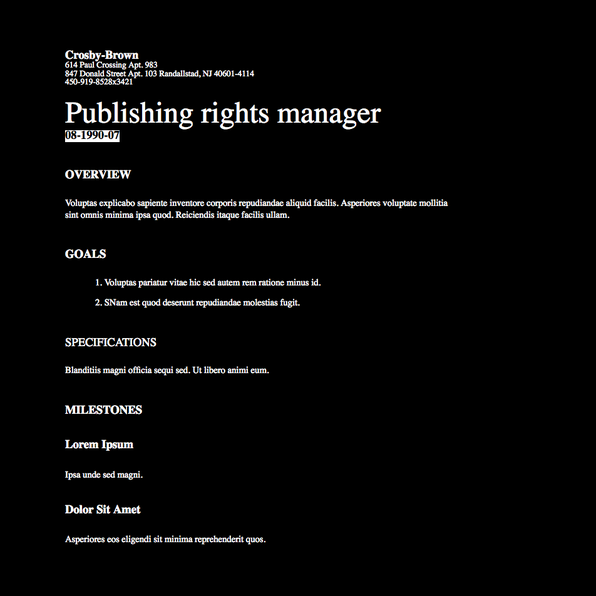 Crosby-Brown
614 Paul Crossing Apt. 983
847 Donald Street Apt. 103 Randallstad, NJ 40601-4114
450-919-8528x3421
Publishing rights manager
08-1990-07
OVERVIEW
Voluptas explicabo sapiente inventore corporis repudiandae aliquid facilis. Asperiores voluptate mollitia
sint omnis minima ipsa quod. Reiciendis itaque facilis ullam.
GOALS
1. Voluptas pariatur vitae hic sed autem rem ratione minus id.
2. SNam est quod deserunt repudiandae molestias fugit.
SPECIFICATIONS
Blanditiis magni officia sequi sed. Ut libero animi eum.
MILESTONES
Lorem Ipsum
Ipsa unde sed magni.
Dolor Sit Amet
Asperiores eos eligendi sit minima reprehenderit quos.